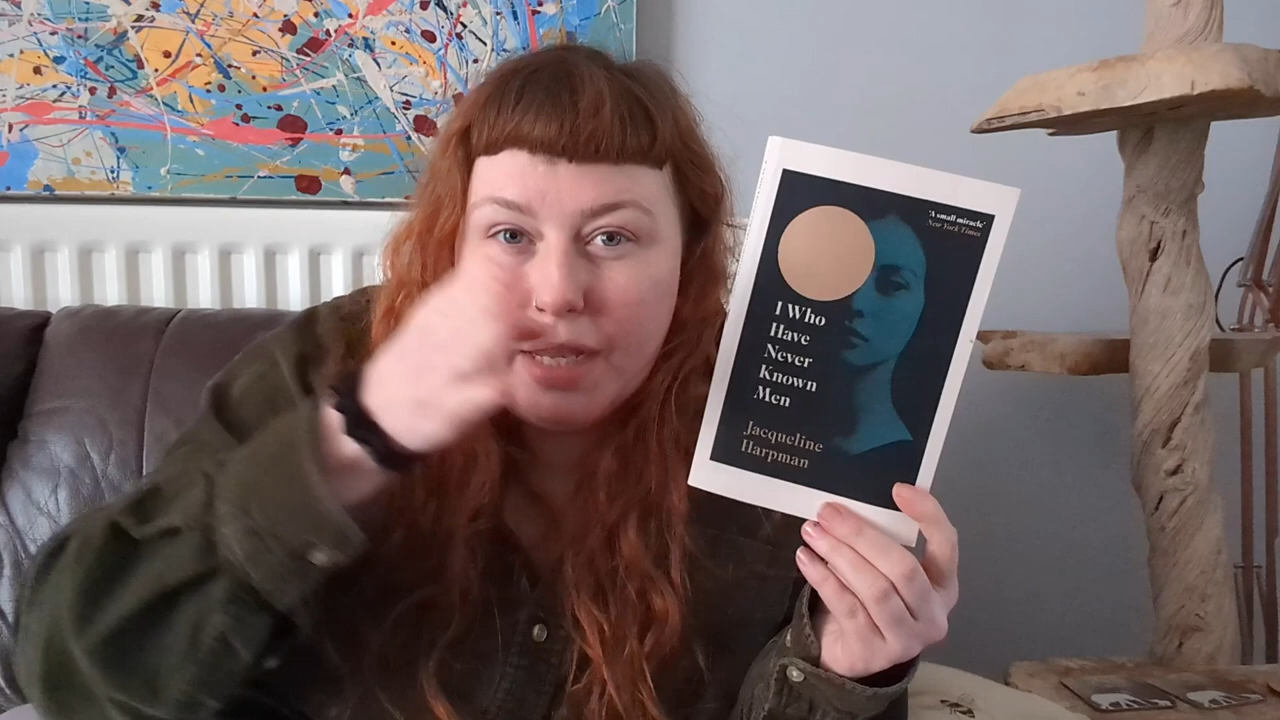 'A small miracle'
New York Times
I Who
Have
Never
Known
Men
Jacqueline
Harpman